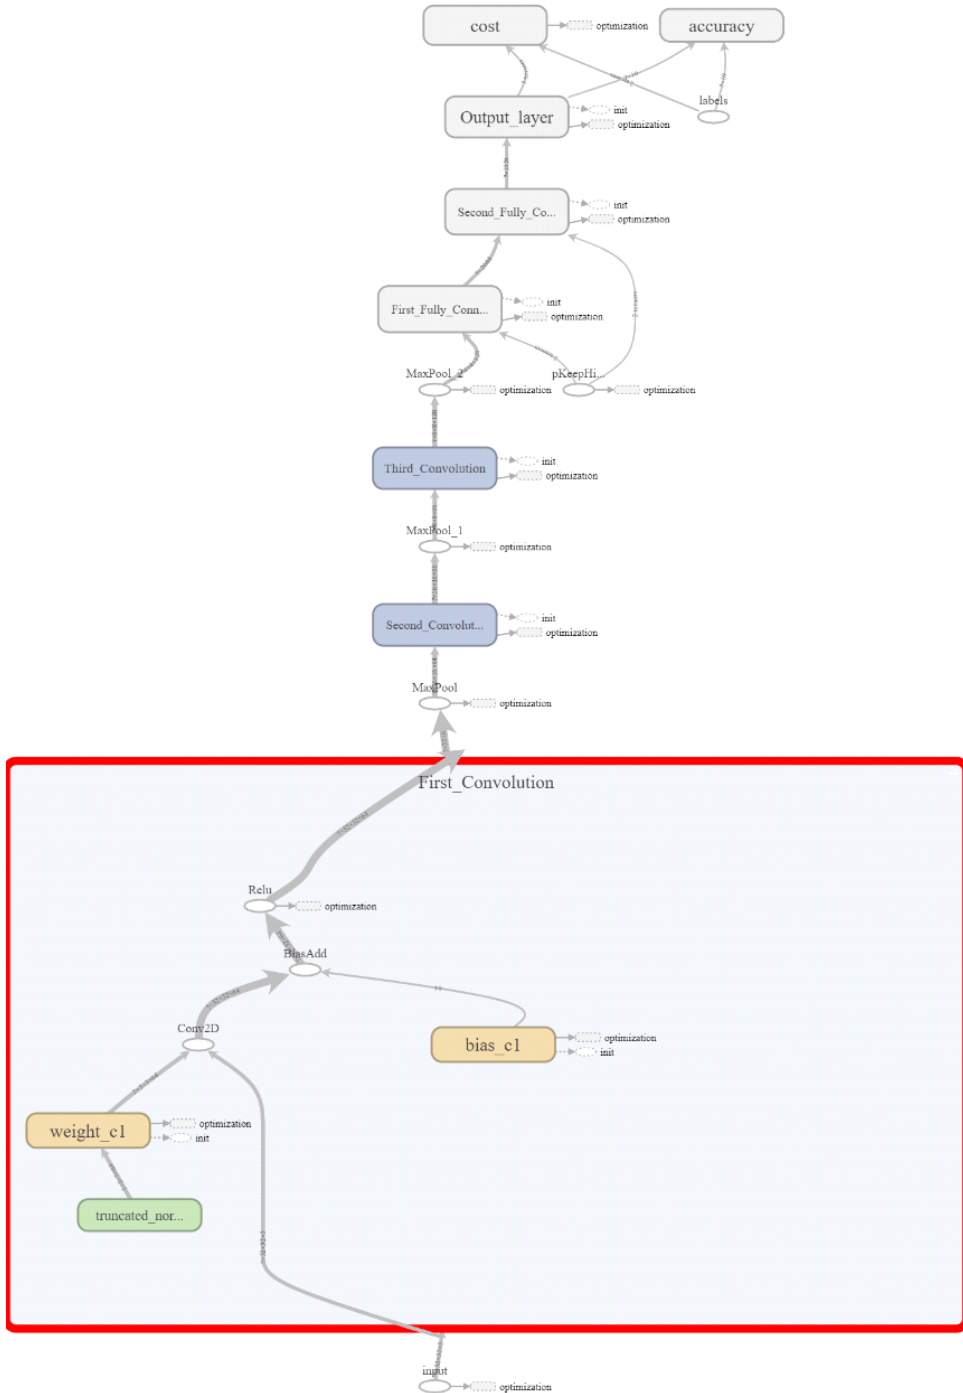 cost
optimization
accuracy
labels
Output_layer
init
optimization
Second_Fully_Co...
init
optimization
First_Fully_Conn...
init
optimization
MaxPool_2
optimization
pKeepHi...
optimization
Third_Convolution
init
optimization
MaxPool_1
optimization
Second_Convolut...
init
optimization
MaxPool
optimization
First_Convolution
Relu
optimization
BiasAdd
Conv2D
bias_c1
optimization
init
weight_c1
optimization
init
truncated_nor...
input
optimization